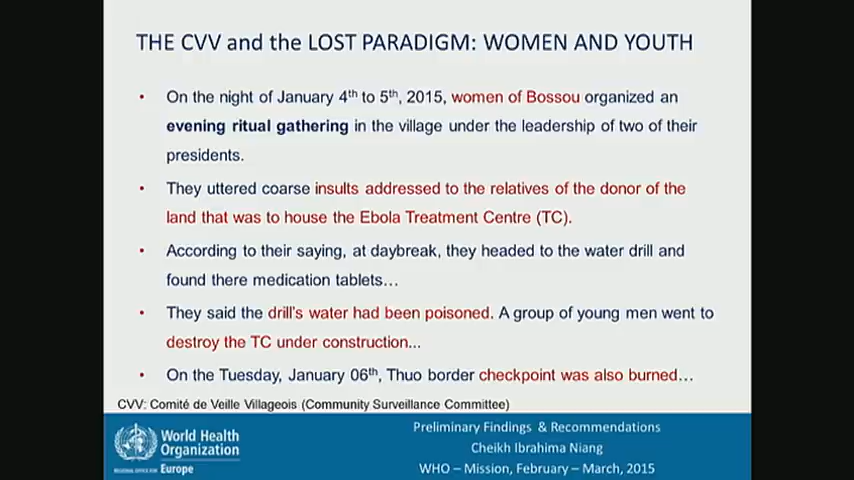 THE CVV and the LOST PARADIGM: WOMEN AND YOUTH
• On the night of January 4th to 5th, 2015, women of Bossou organized an
evening ritual gathering in the village under the leadership of two of their
presidents.
• They uttered coarse insults addressed to the relatives of the donor of the
land that was to house the Ebola Treatment Centre (TC).
• According to their saying, at daybreak, they headed to the water drill and
found there medication tablets…
• They said the drill's water had been poisoned. A group of young men went to
destroy the TC under construction...
• On the Tuesday, January 06th, Thuo border checkpoint was also burned…
CVV: Comité de Veille Villageois (Community Surveillance Committee)
World Health
Organization
REGIONAL OFFICE FOR Europe
Preliminary Findings & Recommendations
Cheikh Ibrahima Niang
WHO – Mission, February – March, 2015